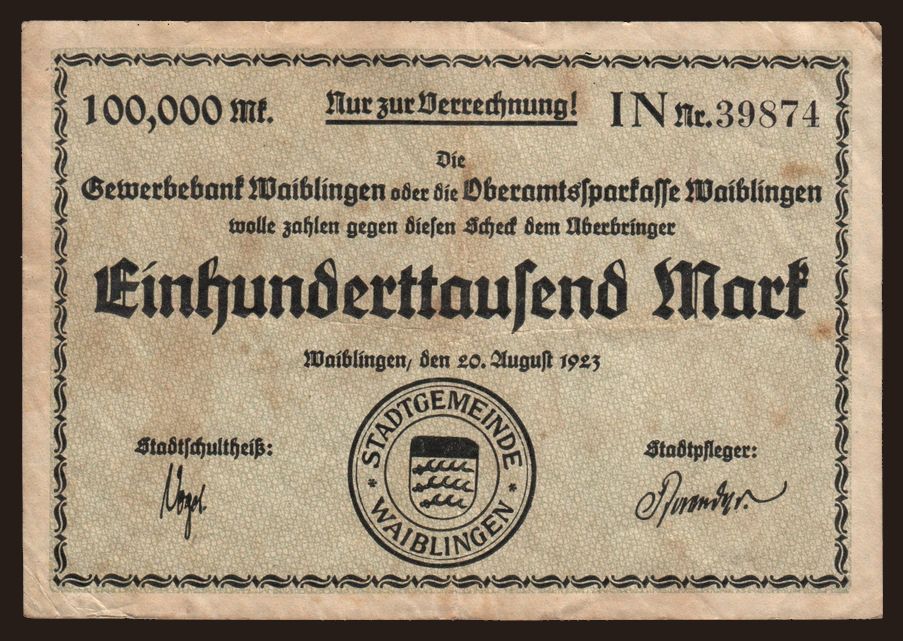 100,000 Mk. Nur zur Verrechnung! IN Nr. 39874
Die
Gewerbebank Waiblingen oder die Oberamtssparkasse Waiblingen
wolle zahlen gegen diesen Scheck dem Überbringer
Einhunderttausend Mark
Waiblingen, den 20. August 1923
Stadtschultheiß:
Stadtpfleger:
STADTGEMEINDE
* WAIBLINGEN *